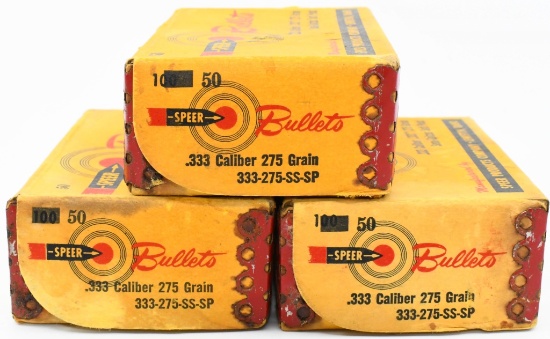 100 50
SPEER Bullets
.333 Caliber 275 Grain
333-275-SS-SP
100 50
SPEER Bullets
.333 Caliber 275 Grain
333-275-SS-SP
100 50
SPEER Bullets
.333 Caliber 275 Grain
333-275-SS-SP